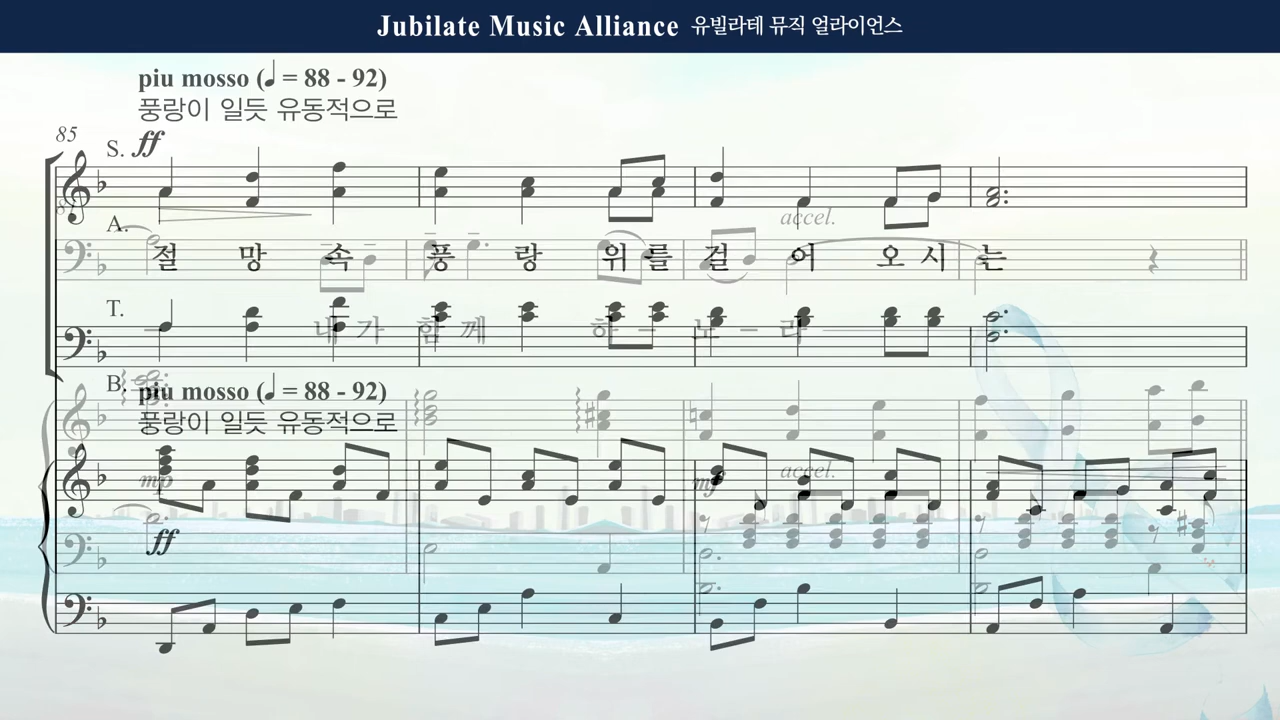 Jubilate Music Alliance 유빌라테 뮤직 얼라이언스
piu mosso (♩ = 88 - 92)
풍랑이 일듯 유동적으로
85
S. ff
accel.
A.
절 망 속 풍 랑 위 를 걸 어 오 시 는
T.
내 가 함 께 하 – 노 – 라
B. piu mosso (♩ = 88 - 92)
풍랑이 일듯 유동적으로
mp mf accel.
ff